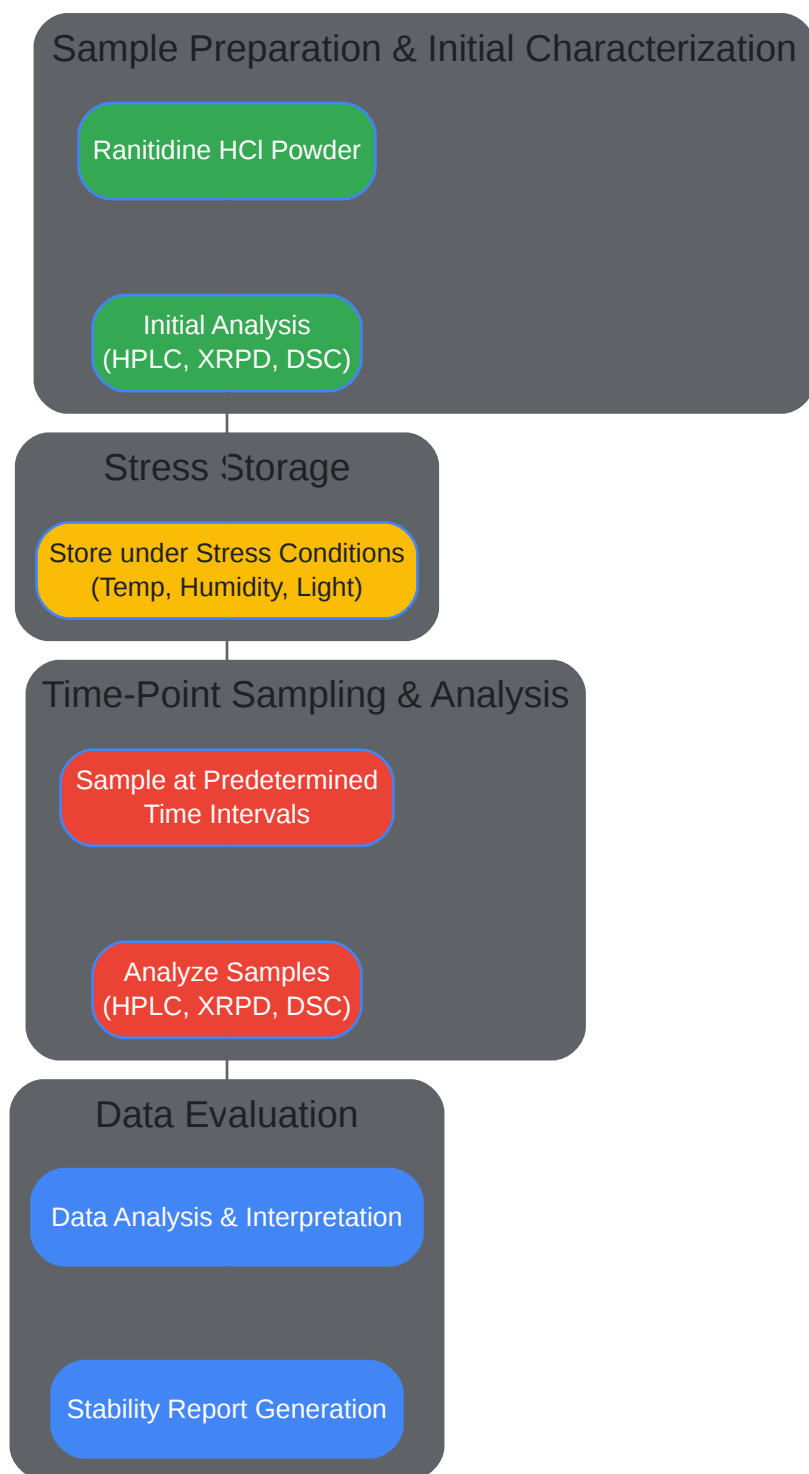 Sample Preparation & Initial Characterization
Ranitidine HCl Powder
Initial Analysis
(HPLC, XRPD, DSC)
Stress Storage
Store under Stress Conditions
(Temp, Humidity, Light)
Time-Point Sampling & Analysis
Sample at Predetermined
Time Intervals
Analyze Samples
(HPLC, XRPD, DSC)
Data Evaluation
Data Analysis & Interpretation
Stability Report Generation